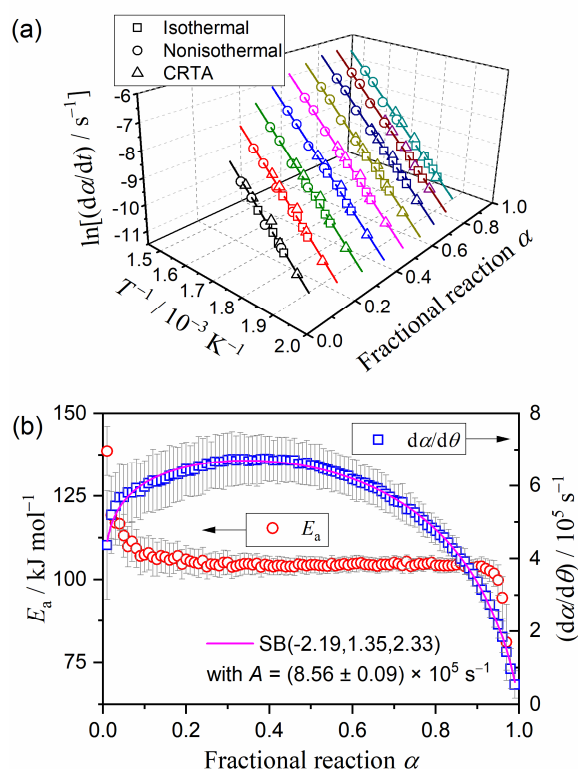 (a)
Isothermal
Nonisothermal
CRTA
ln[(dα/dt) / s⁻¹]
-6
-7
-8
-9
-10
-11
1.5
1.6
1.7
1.8
1.9
2.0
T⁻¹ / 10⁻³ K⁻¹
0.0
0.2
0.4
0.6
0.8
1.0
Fractional reaction α
(b)
150
125
100
75
Eₐ / kJ mol⁻¹
dα/dθ
Eₐ
SB(-2.19,1.35,2.33)
with A = (8.56 ± 0.09) × 10⁵ s⁻¹
8
6
4
2
0
(dα/dθ) / 10⁵ s⁻¹
0.0
0.2
0.4
0.6
0.8
1.0
Fractional reaction α